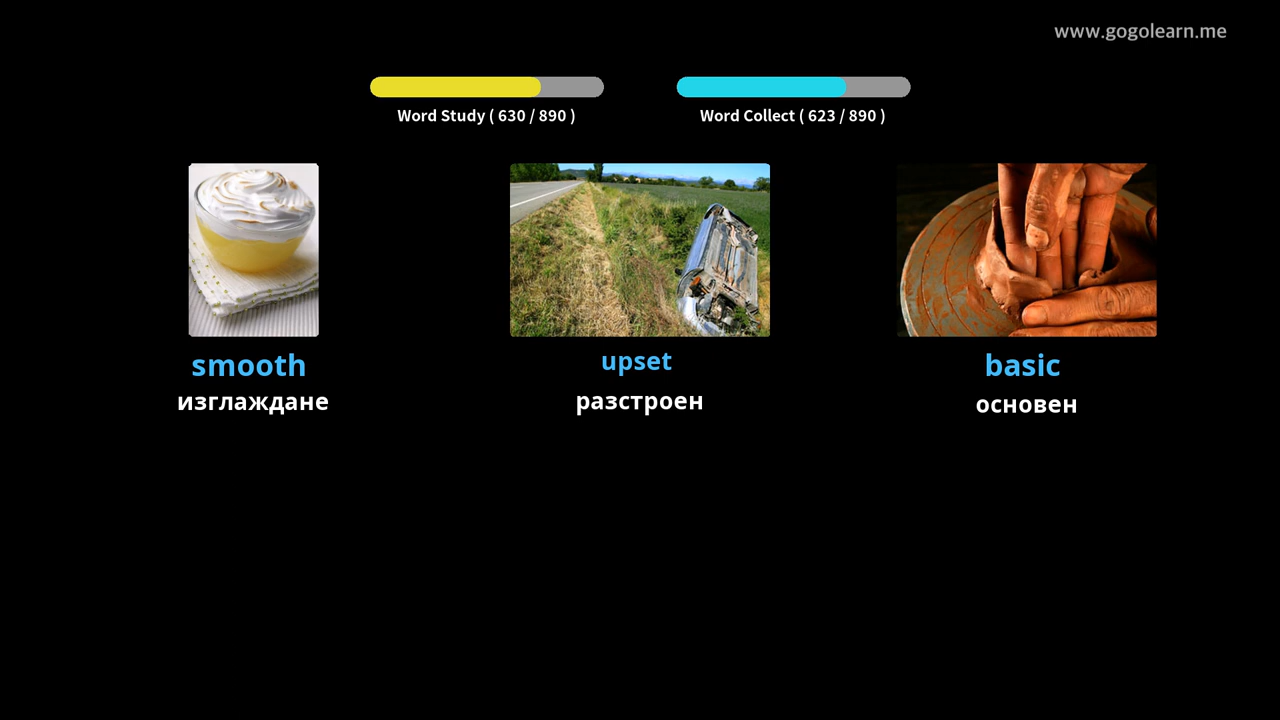 www.gogolearn.me
Word Study ( 630 / 890 )
Word Collect ( 623 / 890 )
smooth
изглаждане
upset
разстроен
basic
основен